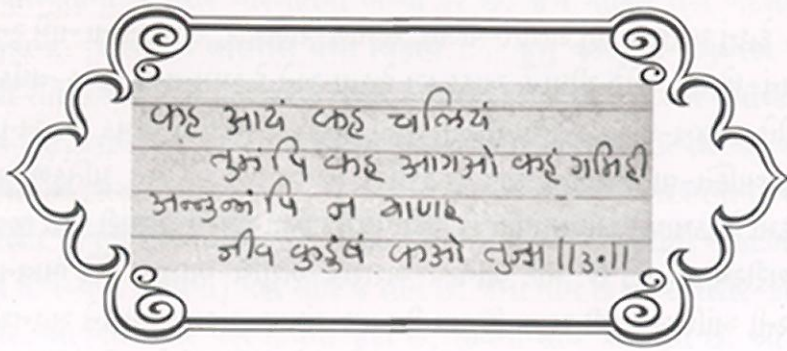 कह आयं कह चलियं
तुमं पि कह आगओ कहं गमिही
अन्नुन्नं पि न याणह
जीव कुडुंबं कओ तुज्झ ॥३०॥